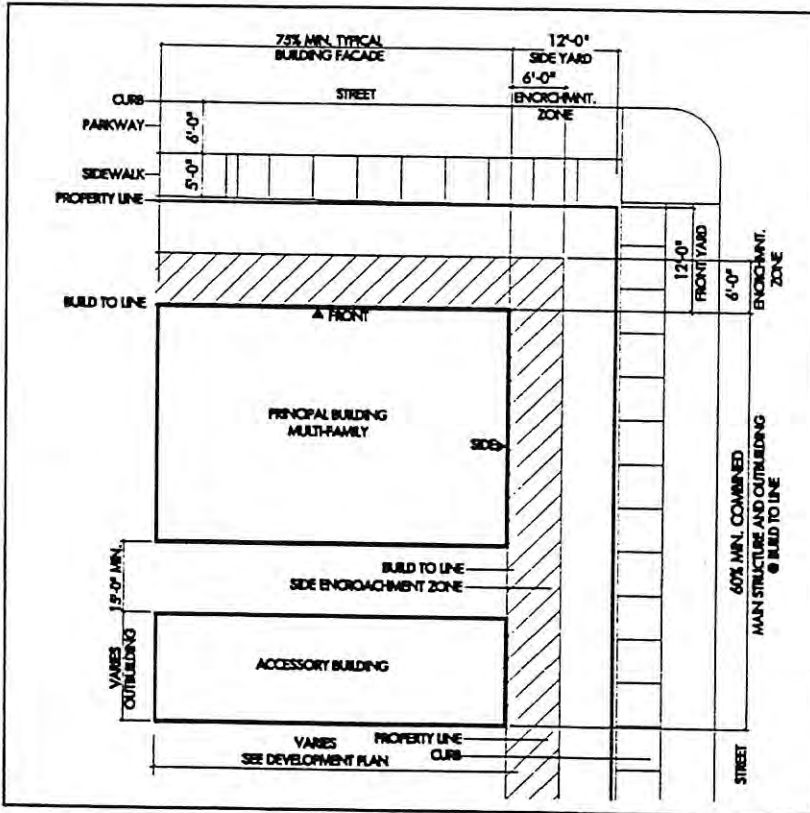 75% MIN. TYPICAL
BUILDING FACADE
12'-0"
SIDE YARD
6'-0"
ENCRCHMNT.
ZONE
CURB
STREET
PARKWAY
6'-0"
SIDEWALK
5'-0"
PROPERTY LINE
12'-0"
FRONT YARD
6'-0"
ENCRCHMNT.
ZONE
BUILD TO LINE
FRONT
PRINCIPAL BUILDING
MULTI-FAMILY
SIDE
60% MIN. COMBINED
MAIN STRUCTURE AND OUTBUILDING
@ BUILD TO LINE
15'-0" MIN.
BUILD TO LINE
SIDE ENCROACHMENT ZONE
VARIES
OUTBUILDING
ACCESSORY BUILDING
VARIES
SEE DEVELOPMENT PLAN
PROPERTY LINE
CURB
STREET